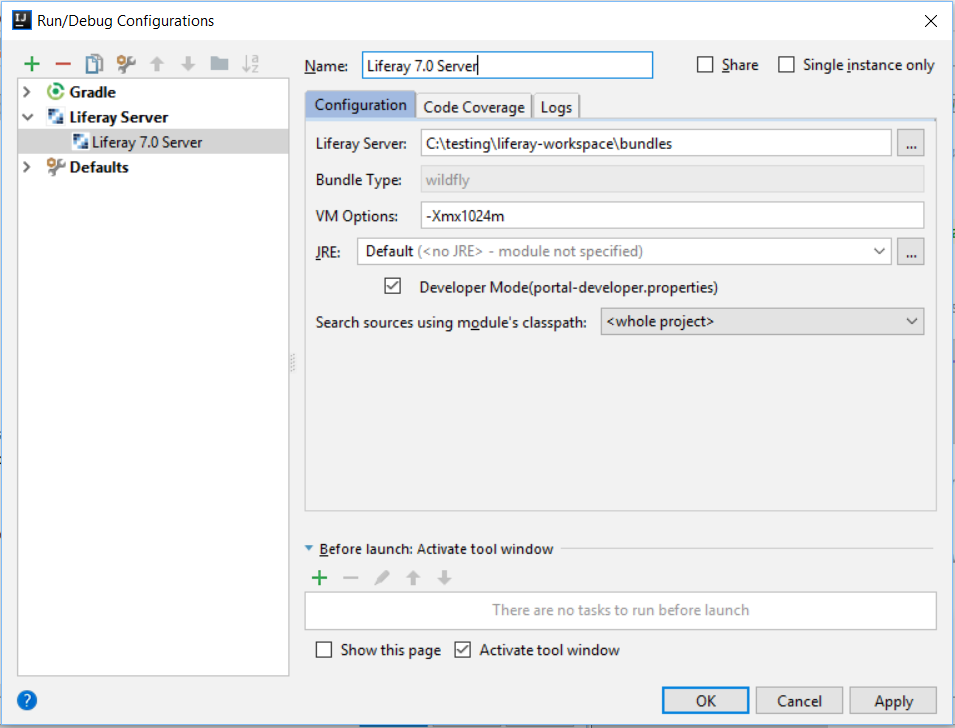 IJ Run/Debug Configurations
Name: Liferay 7.0 Server Share Single instance only
Gradle
Liferay Server
Liferay 7.0 Server
Defaults
Configuration Code Coverage Logs
Liferay Server: C:\testing\liferay-workspace\bundles ...
Bundle Type: wildfly
VM Options: -Xmx1024m
JRE: Default (<no JRE> - module not specified) ...
Developer Mode(portal-developer.properties)
Search sources using module's classpath: <whole project>
Before launch: Activate tool window
There are no tasks to run before launch
Show this page Activate tool window
? OK Cancel Apply